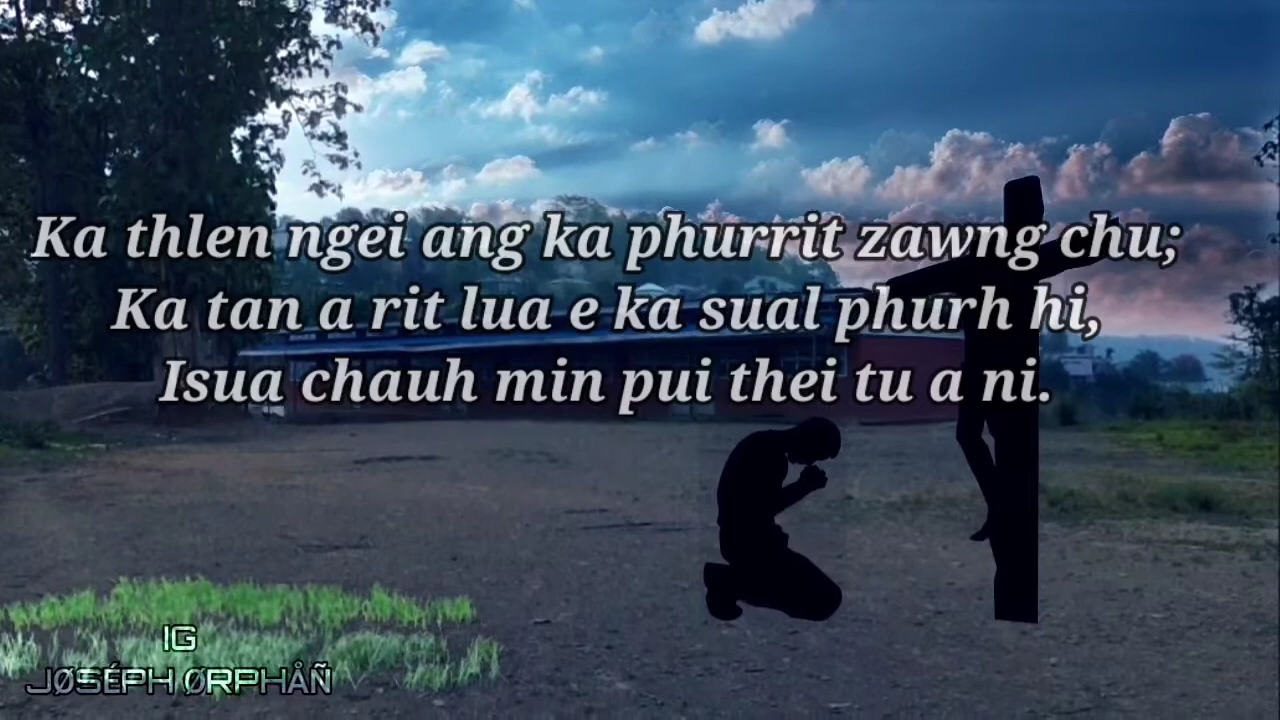 Ka thlen ngei ang ka phurrit zawng chu;
Ka tan a rit lua e ka sual phurh hi,
Isua chauh min pui thei tu a ni.
IG
JØSÉPH ØRPHÅÑ